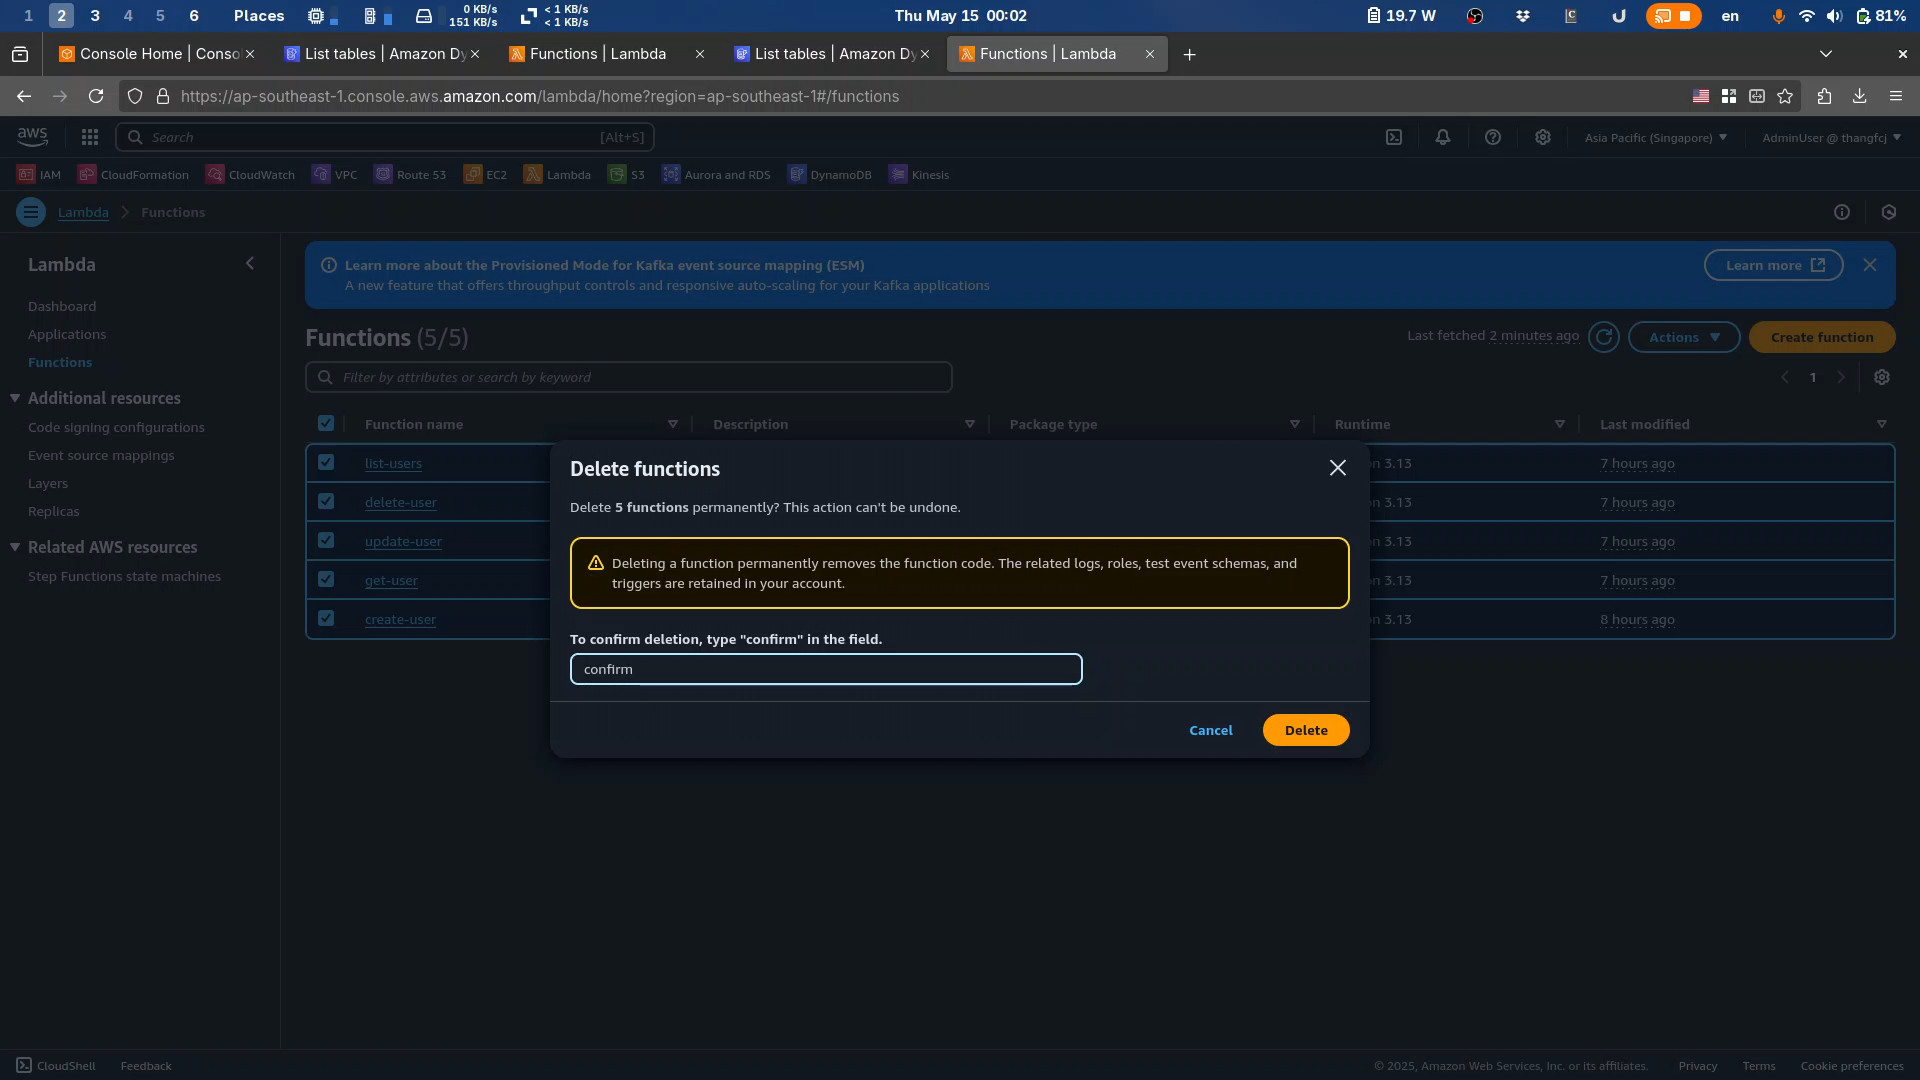 1 2 3 4 5 6 Places 0 KB/s 151 KB/s < 1 KB/s < 1 KB/s Thu May 15 00:02 19.7 W en 81%
Console Home | Conso List tables | Amazon Dy Functions | Lambda List tables | Amazon Dy Functions | Lambda
https://ap-southeast-1.console.aws.amazon.com/lambda/home?region=ap-southeast-1#/functions
aws Search [Alt+S] Asia Pacific (Singapore) AdminUser @ thangfcj
IAM CloudFormation CloudWatch VPC Route 53 EC2 Lambda S3 Aurora and RDS DynamoDB Kinesis
Lambda Functions
Lambda
Dashboard
Applications
Functions
Additional resources
Code signing configurations
Event source mappings
Layers
Replicas
Related AWS resources
Step Functions state machines
Learn more about the Provisioned Mode for Kafka event source mapping (ESM)
A new feature that offers throughput controls and responsive auto-scaling for your Kafka applications
Learn more
Functions (5/5)
Last fetched 2 minutes ago Actions Create function
Filter by attributes or search by keyword
1
Function name Description Package type Runtime Last modified
list-users n 3.13 7 hours ago
delete-user n 3.13 7 hours ago
update-user n 3.13 7 hours ago
get-user n 3.13 7 hours ago
create-user n 3.13 8 hours ago
Delete functions
Delete 5 functions permanently? This action can't be undone.
Deleting a function permanently removes the function code. The related logs, roles, test event schemas, and
triggers are retained in your account.
To confirm deletion, type "confirm" in the field.
confirm
Cancel Delete
CloudShell Feedback © 2025, Amazon Web Services, Inc. or its affiliates. Privacy Terms Cookie preferences